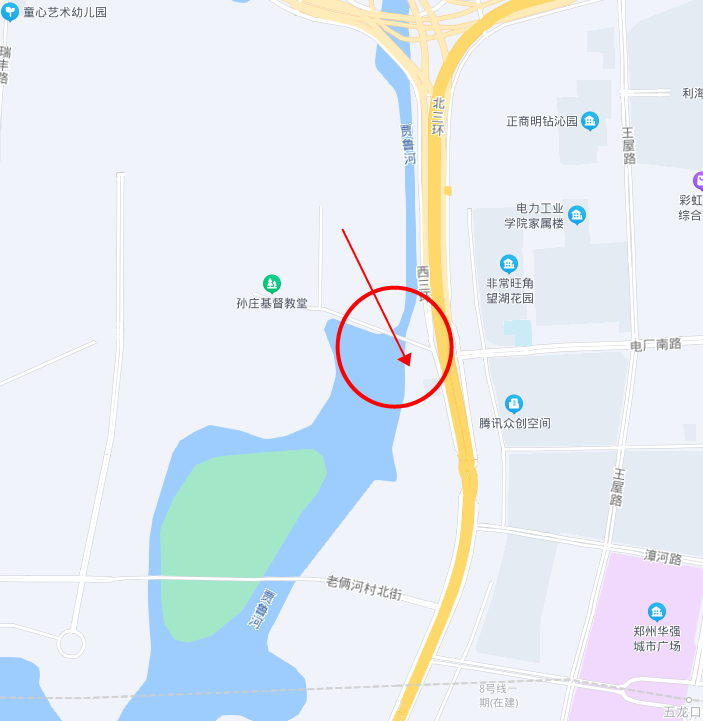 童心艺术幼儿园
瑞丰路
北三环
贾鲁河
正商明钻沁园
王屋路
利海
彩虹
综合
电力工业
学院家属楼
非常旺角
望湖花园
西三环
孙庄基督教堂
电厂南路
腾讯众创空间
王屋路
漳河路
老俩河村北街
贾鲁河
郑州华强
城市广场
8号线一
期(在建)
五龙口